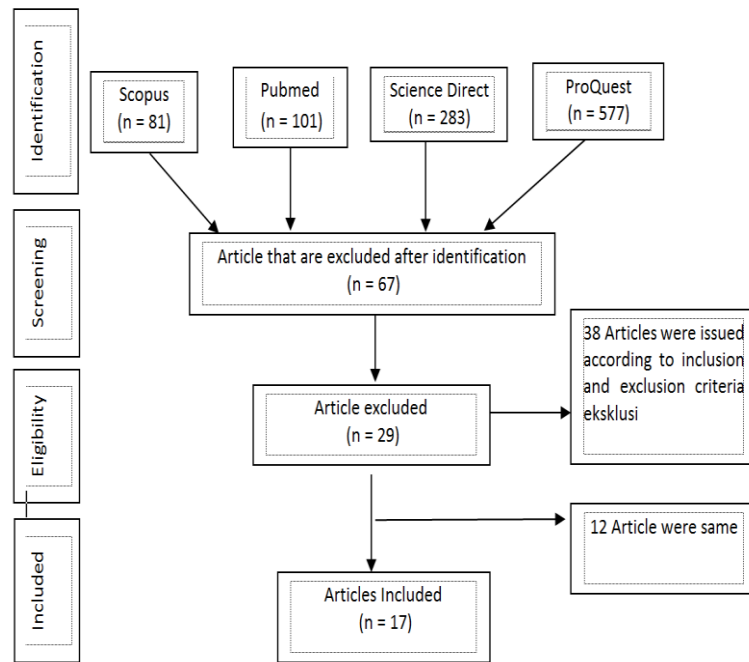 Identification
Scopus
(n = 81)
Pubmed
(n = 101)
Science Direct
(n = 283)
ProQuest
(n = 577)
Screening
Article that are excluded after identification
(n = 67)
38 Articles were issued
according to inclusion
and exclusion criteria
eksklusi
Eligibility
Article excluded
(n = 29)
12 Article were same
Included
Articles Included
(n = 17)